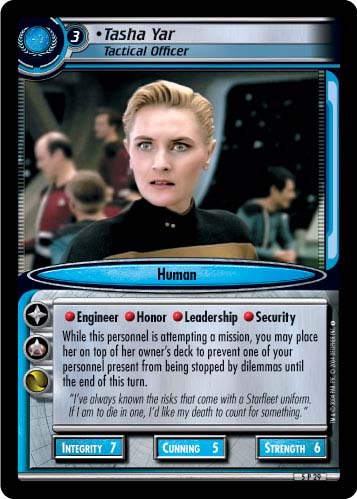 3
•Tasha Yar
Tactical Officer
Human
Engineer Honor Leadership Security
While this personnel is attempting a mission, you may place
her on top of her owner's deck to prevent one of your
personnel present from being stopped by dilemmas until
the end of this turn.
"I've always known the risks that come with a Starfleet uniform.
If I am to die in one, I'd like my death to count for something."
INTEGRITY 7 CUNNING 5 STRENGTH 6
5 P 29